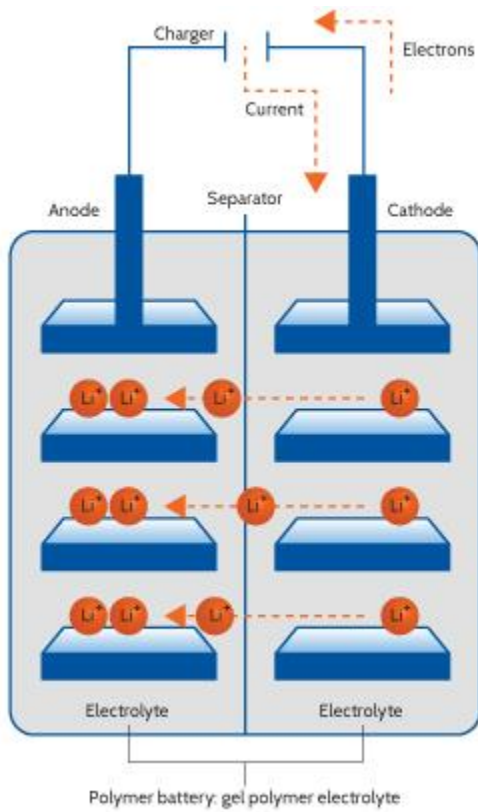 Charger
Electrons
Current
Anode
Separator
Cathode
Li+ Li+ Li+ Li+
Li+ Li+ Li+ Li+
Li+ Li+ Li+ Li+
Electrolyte
Electrolyte
Polymer battery: gel polymer electrolyte